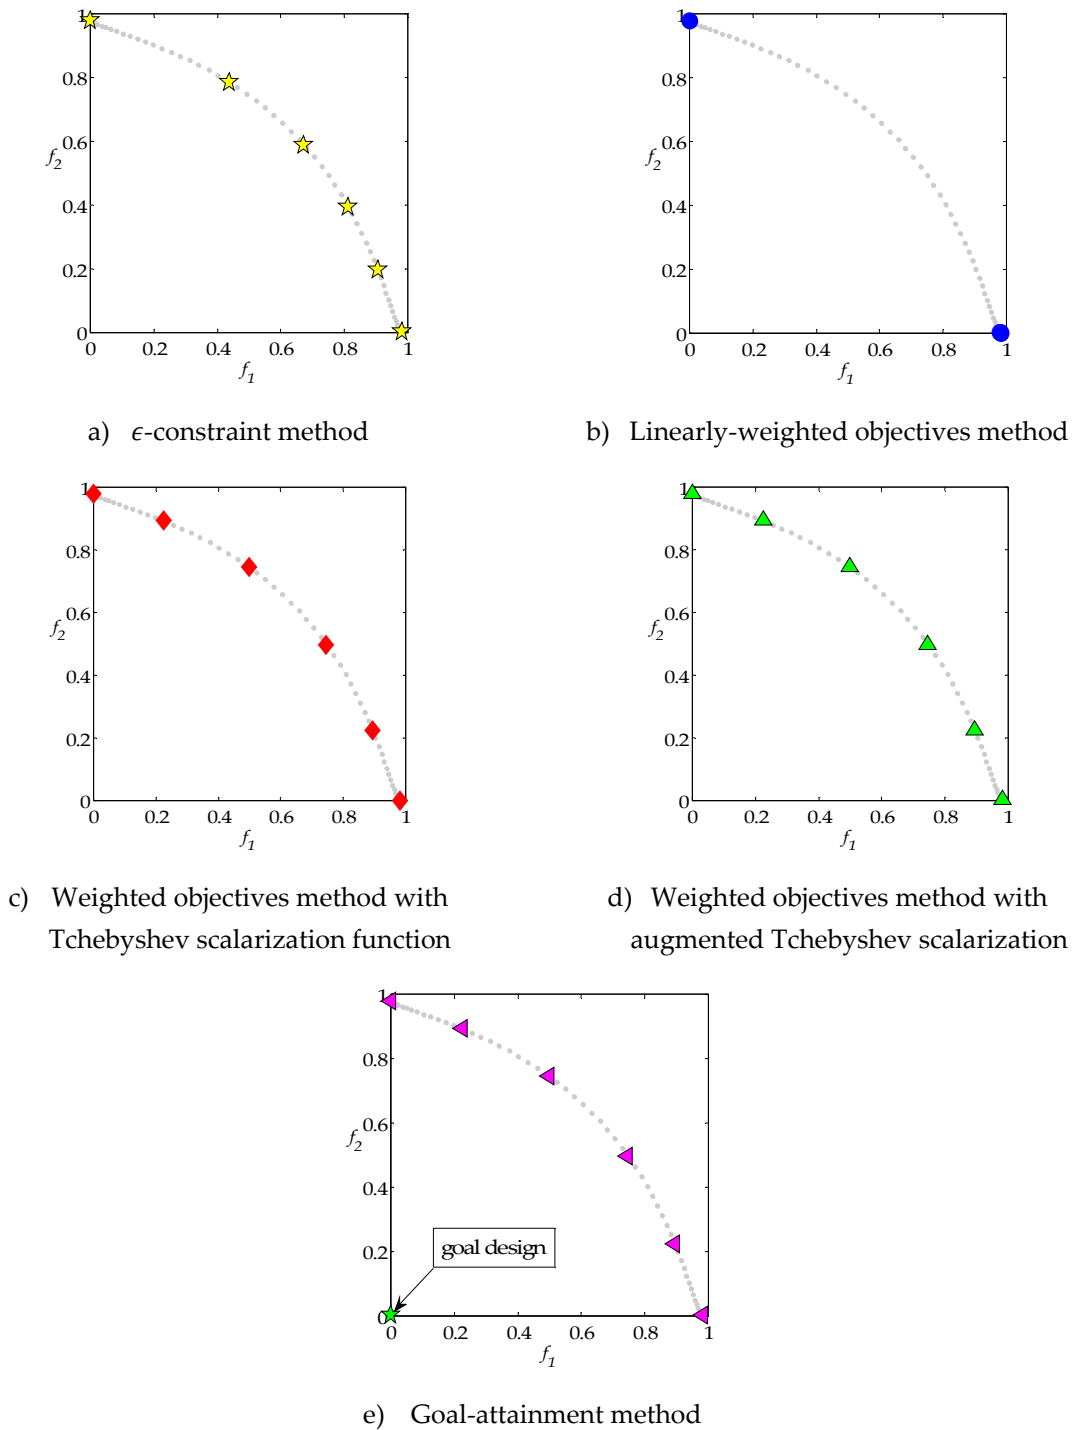 1 1
0.8 0.8
0.6 0.6
f2 f2
0.4 0.4
0.2 0.2
0 0
0 0.2 0.4 0.6 0.8 1 0 0.2 0.4 0.6 0.8 1
f1 f1
a) ϵ-constraint method b) Linearly-weighted objectives method
1 1
0.8 0.8
0.6 0.6
f2 f2
0.4 0.4
0.2 0.2
0 0
0 0.2 0.4 0.6 0.8 1 0 0.2 0.4 0.6 0.8 1
f1 f1
c) Weighted objectives method with d) Weighted objectives method with
Tchebyshev scalarization function augmented Tchebyshev scalarization
1
0.8
0.6
f2
0.4
0.2
goal design
0
0 0.2 0.4 0.6 0.8 1
f1
e) Goal-attainment method